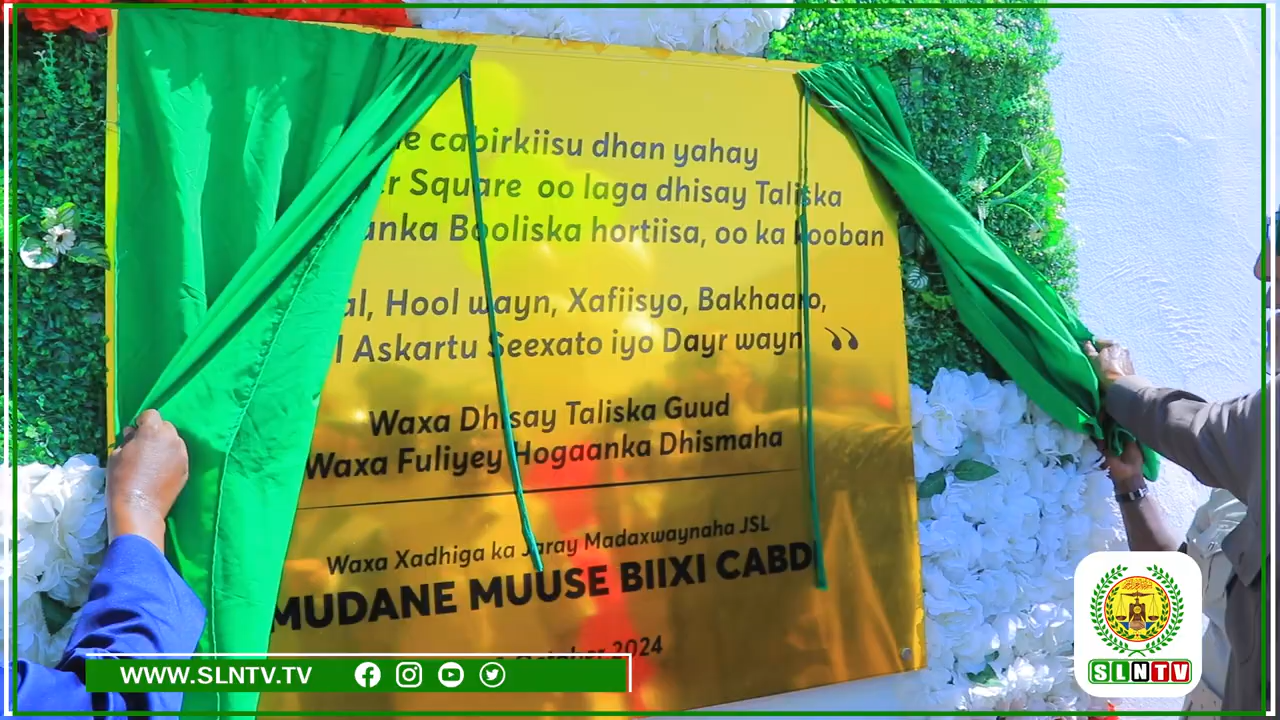 cabirkiisu dhan yahay
Square oo laga dhisay Taliska
Booliska hortiisa, oo ka kooban
Hool wayn, Xafiisyo, Bakhaaro,
Askartu Seexato iyo Dayr wayn ”
Waxa Dhisay Taliska Guud
Waxa Fuliyey Hogaanka Dhismaha
Waxa Xadhiga ka Jaray Madaxwaynaha JSL
MUDANE MUUSE BIIXI CABDI
October 2024
WWW.SLNTV.TV
SLNTV